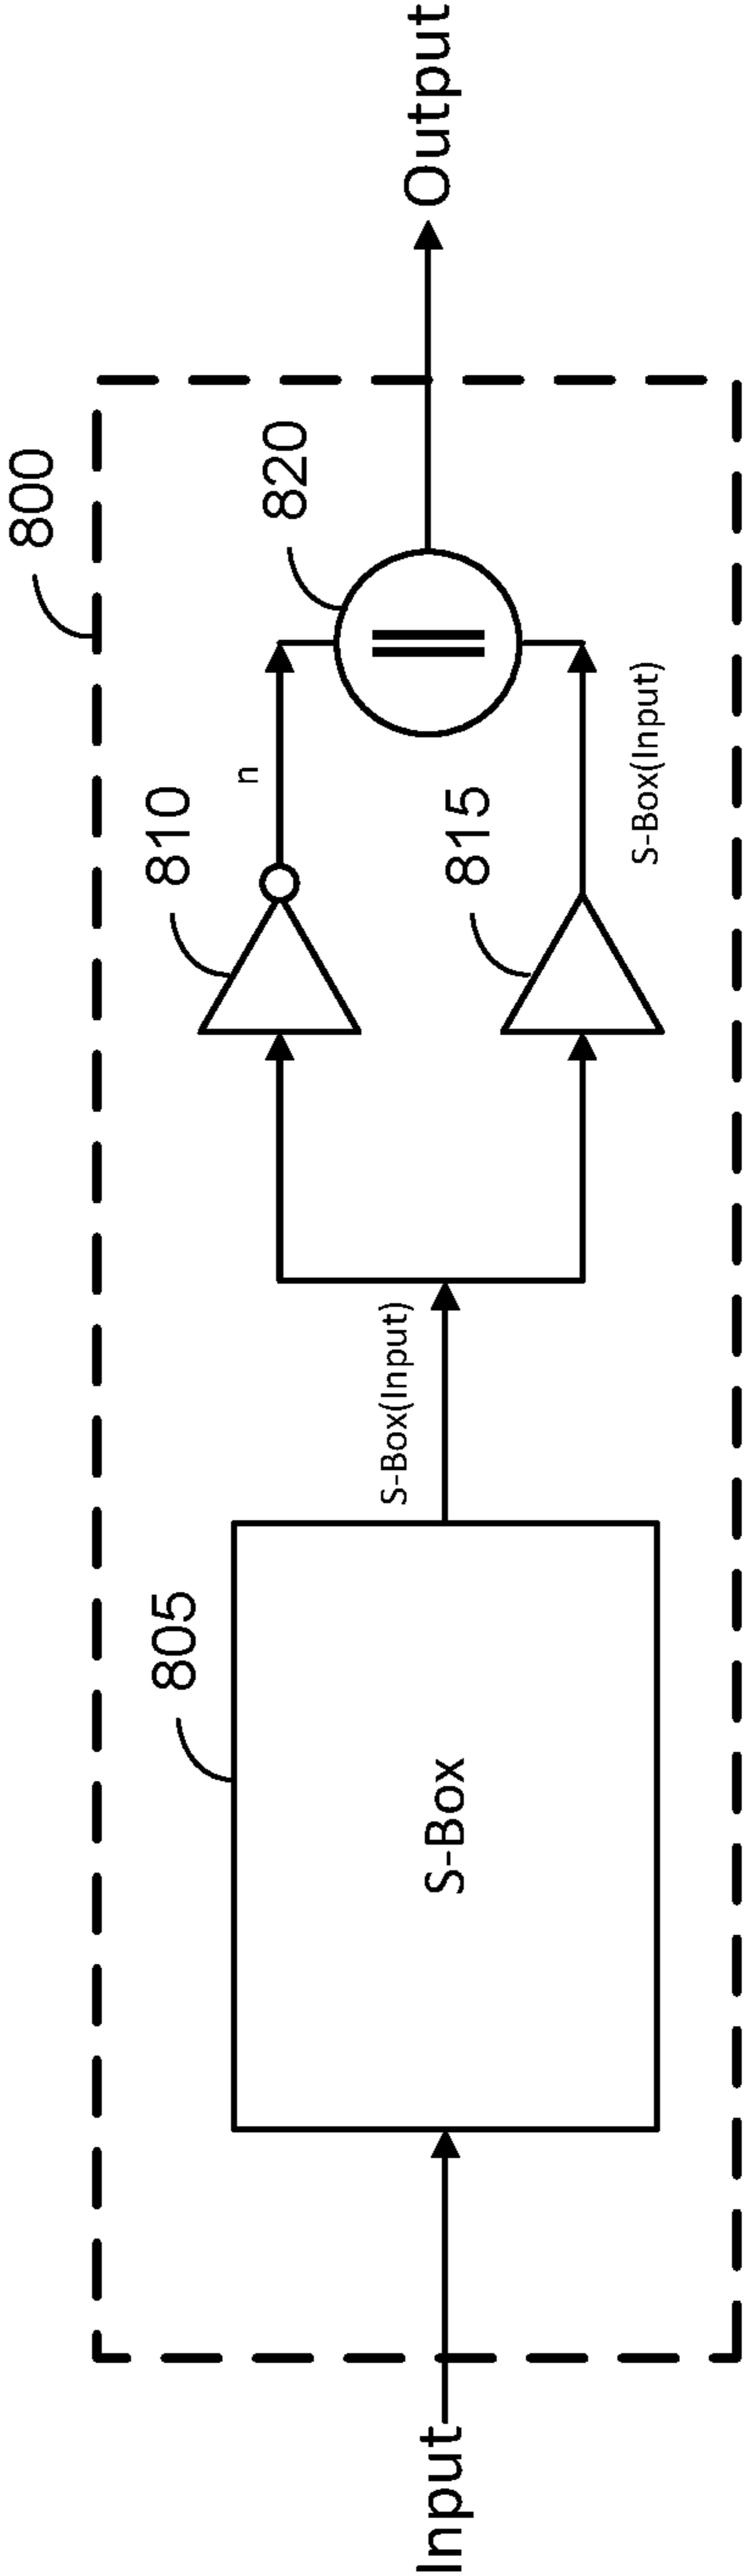 800
Input
805
S-Box
S-Box(Input)
810
n
815
S-Box(Input)
820
||
Output